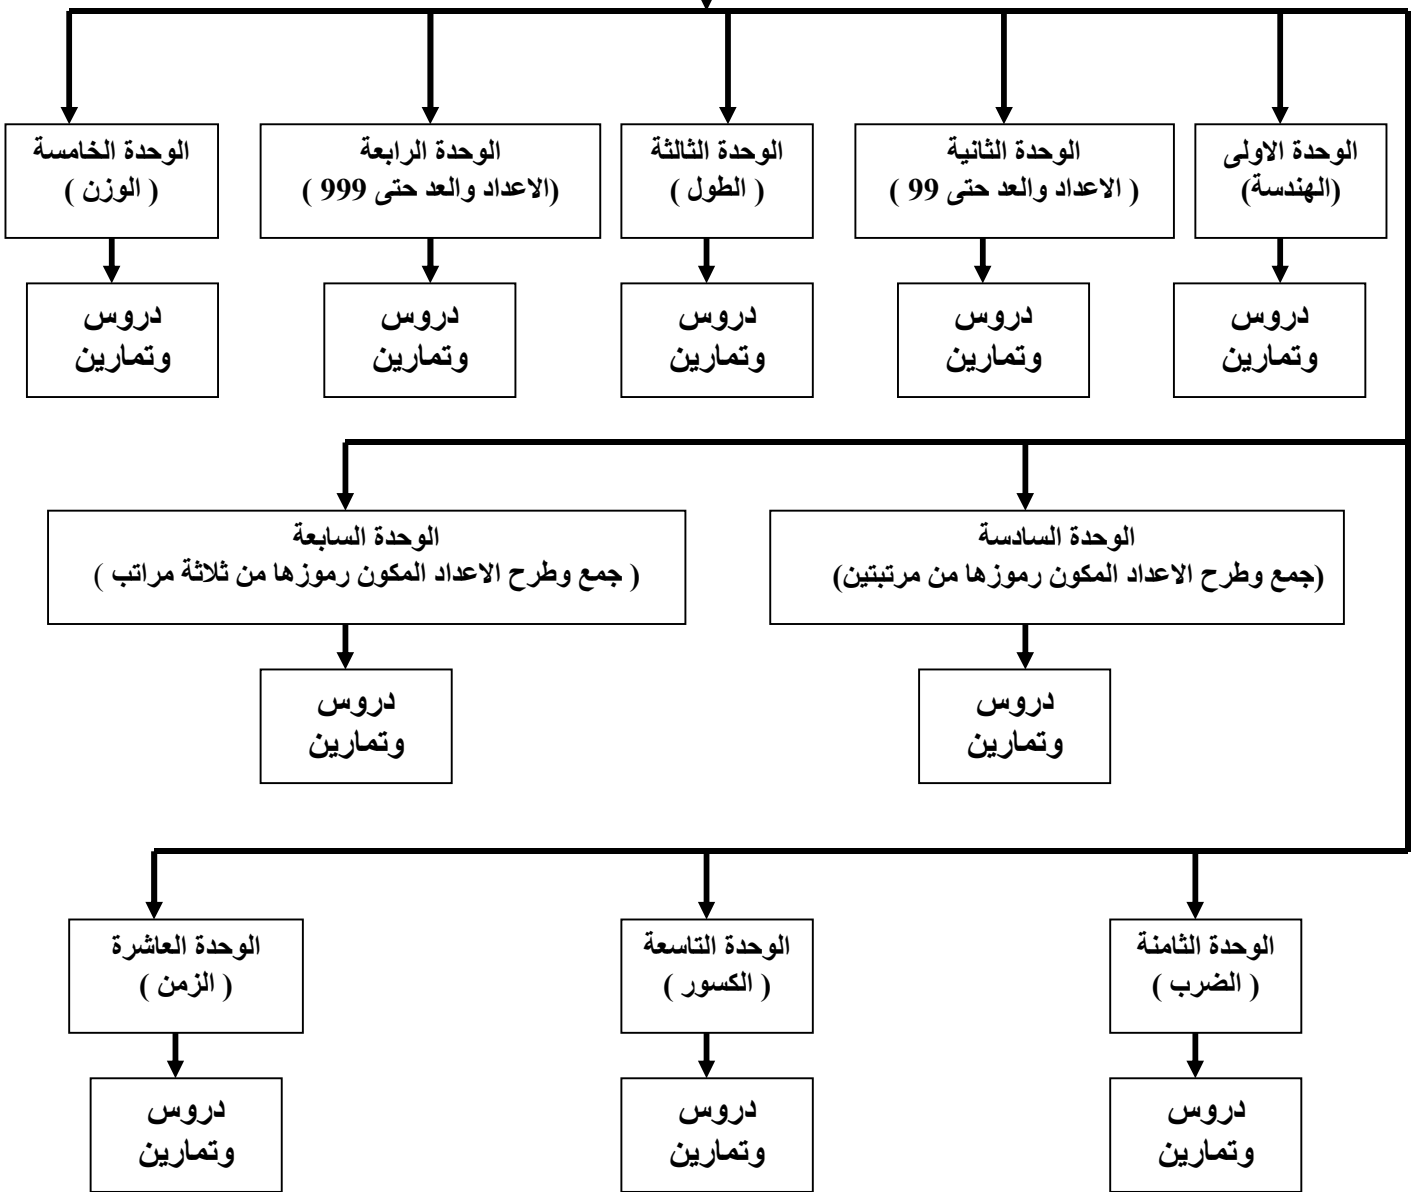 الوحدة الاولى
(الهندسة)
الوحدة الثانية
( الاعداد والعد حتى 99 )
الوحدة الثالثة
( الطول )
الوحدة الرابعة
(الاعداد والعد حتى 999 )
الوحدة الخامسة
( الوزن )
دروس
وتمارين
دروس
وتمارين
دروس
وتمارين
دروس
وتمارين
دروس
وتمارين
الوحدة السادسة
(جمع وطرح الاعداد المكون رموزها من مرتبتين)
الوحدة السابعة
( جمع وطرح الاعداد المكون رموزها من ثلاثة مراتب )
دروس
وتمارين
دروس
وتمارين
الوحدة الثامنة
( الضرب )
الوحدة التاسعة
( الكسور )
الوحدة العاشرة
( الزمن )
دروس
وتمارين
دروس
وتمارين
دروس
وتمارين